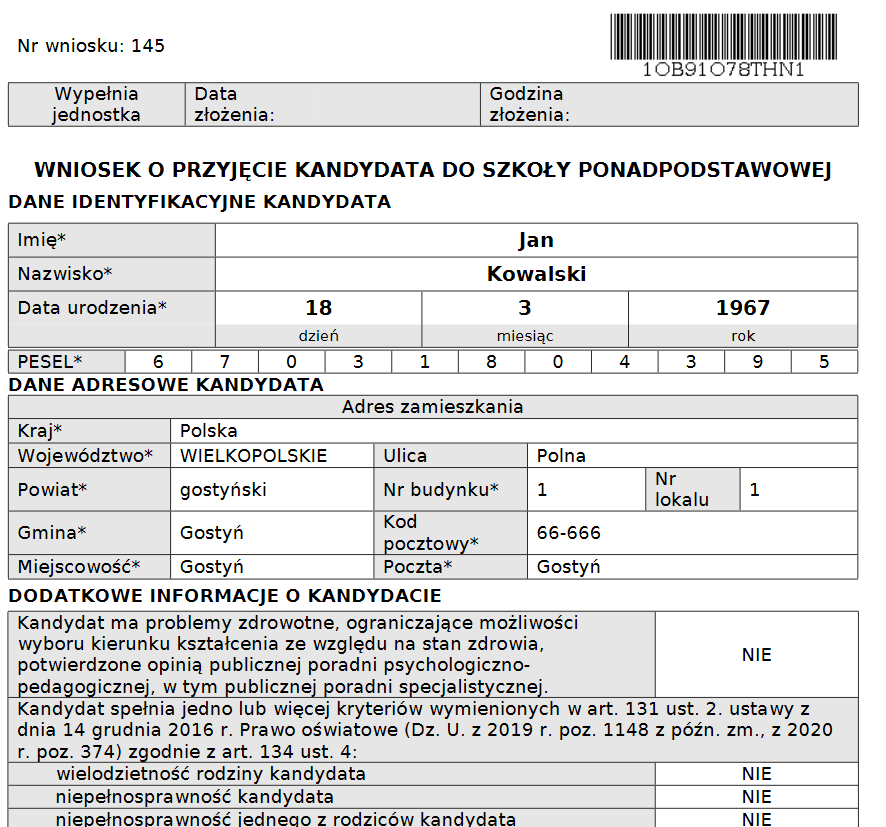 Nr wniosku: 145
1OB91O78THN1
Wypełnia jednostka
Data złożenia:
Godzina złożenia:
WNIOSEK O PRZYJĘCIE KANDYDATA DO SZKOŁY PONADPODSTAWOWEJ
DANE IDENTYFIKACYJNE KANDYDATA
Imię* Jan
Nazwisko* Kowalski
Data urodzenia* 18 3 1967
dzień miesiąc rok
PESEL* 6 7 0 3 1 8 0 4 3 9 5
DANE ADRESOWE KANDYDATA
Adres zamieszkania
Kraj* Polska
Województwo* WIELKOPOLSKIE Ulica Polna
Powiat* gostyński Nr budynku* 1 Nr lokalu 1
Gmina* Gostyń Kod pocztowy* 66-666
Miejscowość* Gostyń Poczta* Gostyń
DODATKOWE INFORMACJE O KANDYDACIE
Kandydat ma problemy zdrowotne, ograniczające możliwości
wyboru kierunku kształcenia ze względu na stan zdrowia,
potwierdzone opinią publicznej poradni psychologiczno-
pedagogicznej, w tym publicznej poradni specjalistycznej.
NIE
Kandydat spełnia jedno lub więcej kryteriów wymienionych w art. 131 ust. 2. ustawy z
dnia 14 grudnia 2016 r. Prawo oświatowe (Dz. U. z 2019 r. poz. 1148 z późn. zm., z 2020
r. poz. 374) zgodnie z art. 134 ust. 4:
wielodzietność rodziny kandydata NIE
niepełnosprawność kandydata NIE
niepełnosprawność jednego z rodziców kandydata NIE